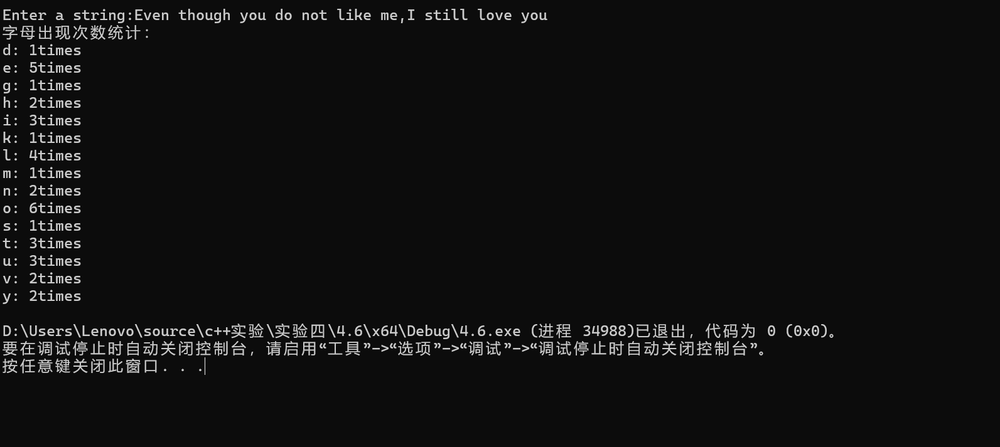 Enter a string:Even though you do not like me,I still love you
字母出现次数统计：
d: 1times
e: 5times
g: 1times
h: 2times
i: 3times
k: 1times
l: 4times
m: 1times
n: 2times
o: 6times
s: 1times
t: 3times
u: 3times
v: 2times
y: 2times
D:\Users\Lenovo\source\c++实验\实验四\4.6\x64\Debug\4.6.exe (进程 34988)已退出，代码为 0 (0x0)。
要在调试停止时自动关闭控制台，请启用“工具”->“选项”->“调试”->“调试停止时自动关闭控制台”。
按任意键关闭此窗口. . .